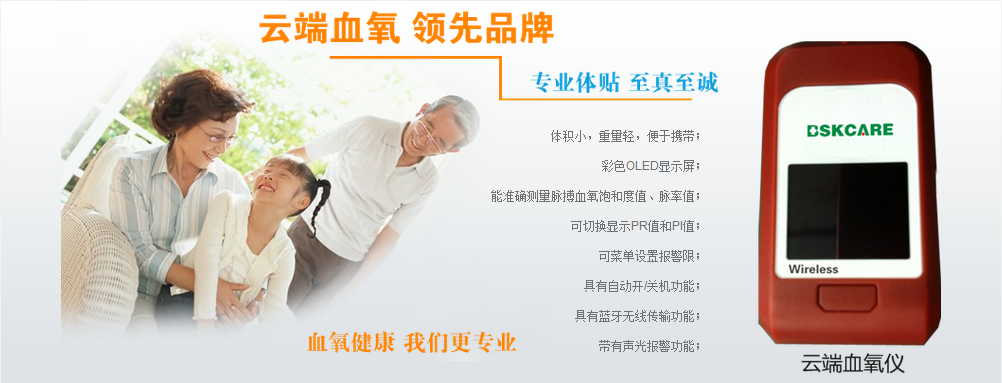 云端血氧 领先品牌
专业体贴 至真至诚
体积小，重量轻，便于携带；
彩色OLED显示屏；
能准确测量脉搏血氧饱和度值、脉率值；
可切换显示PR值和PI值；
可菜单设置报警限；
具有自动开/关机功能；
具有蓝牙无线传输功能；
带有声光报警功能；
血氧健康 我们更专业
DSKCARE
Wireless
云端血氧仪